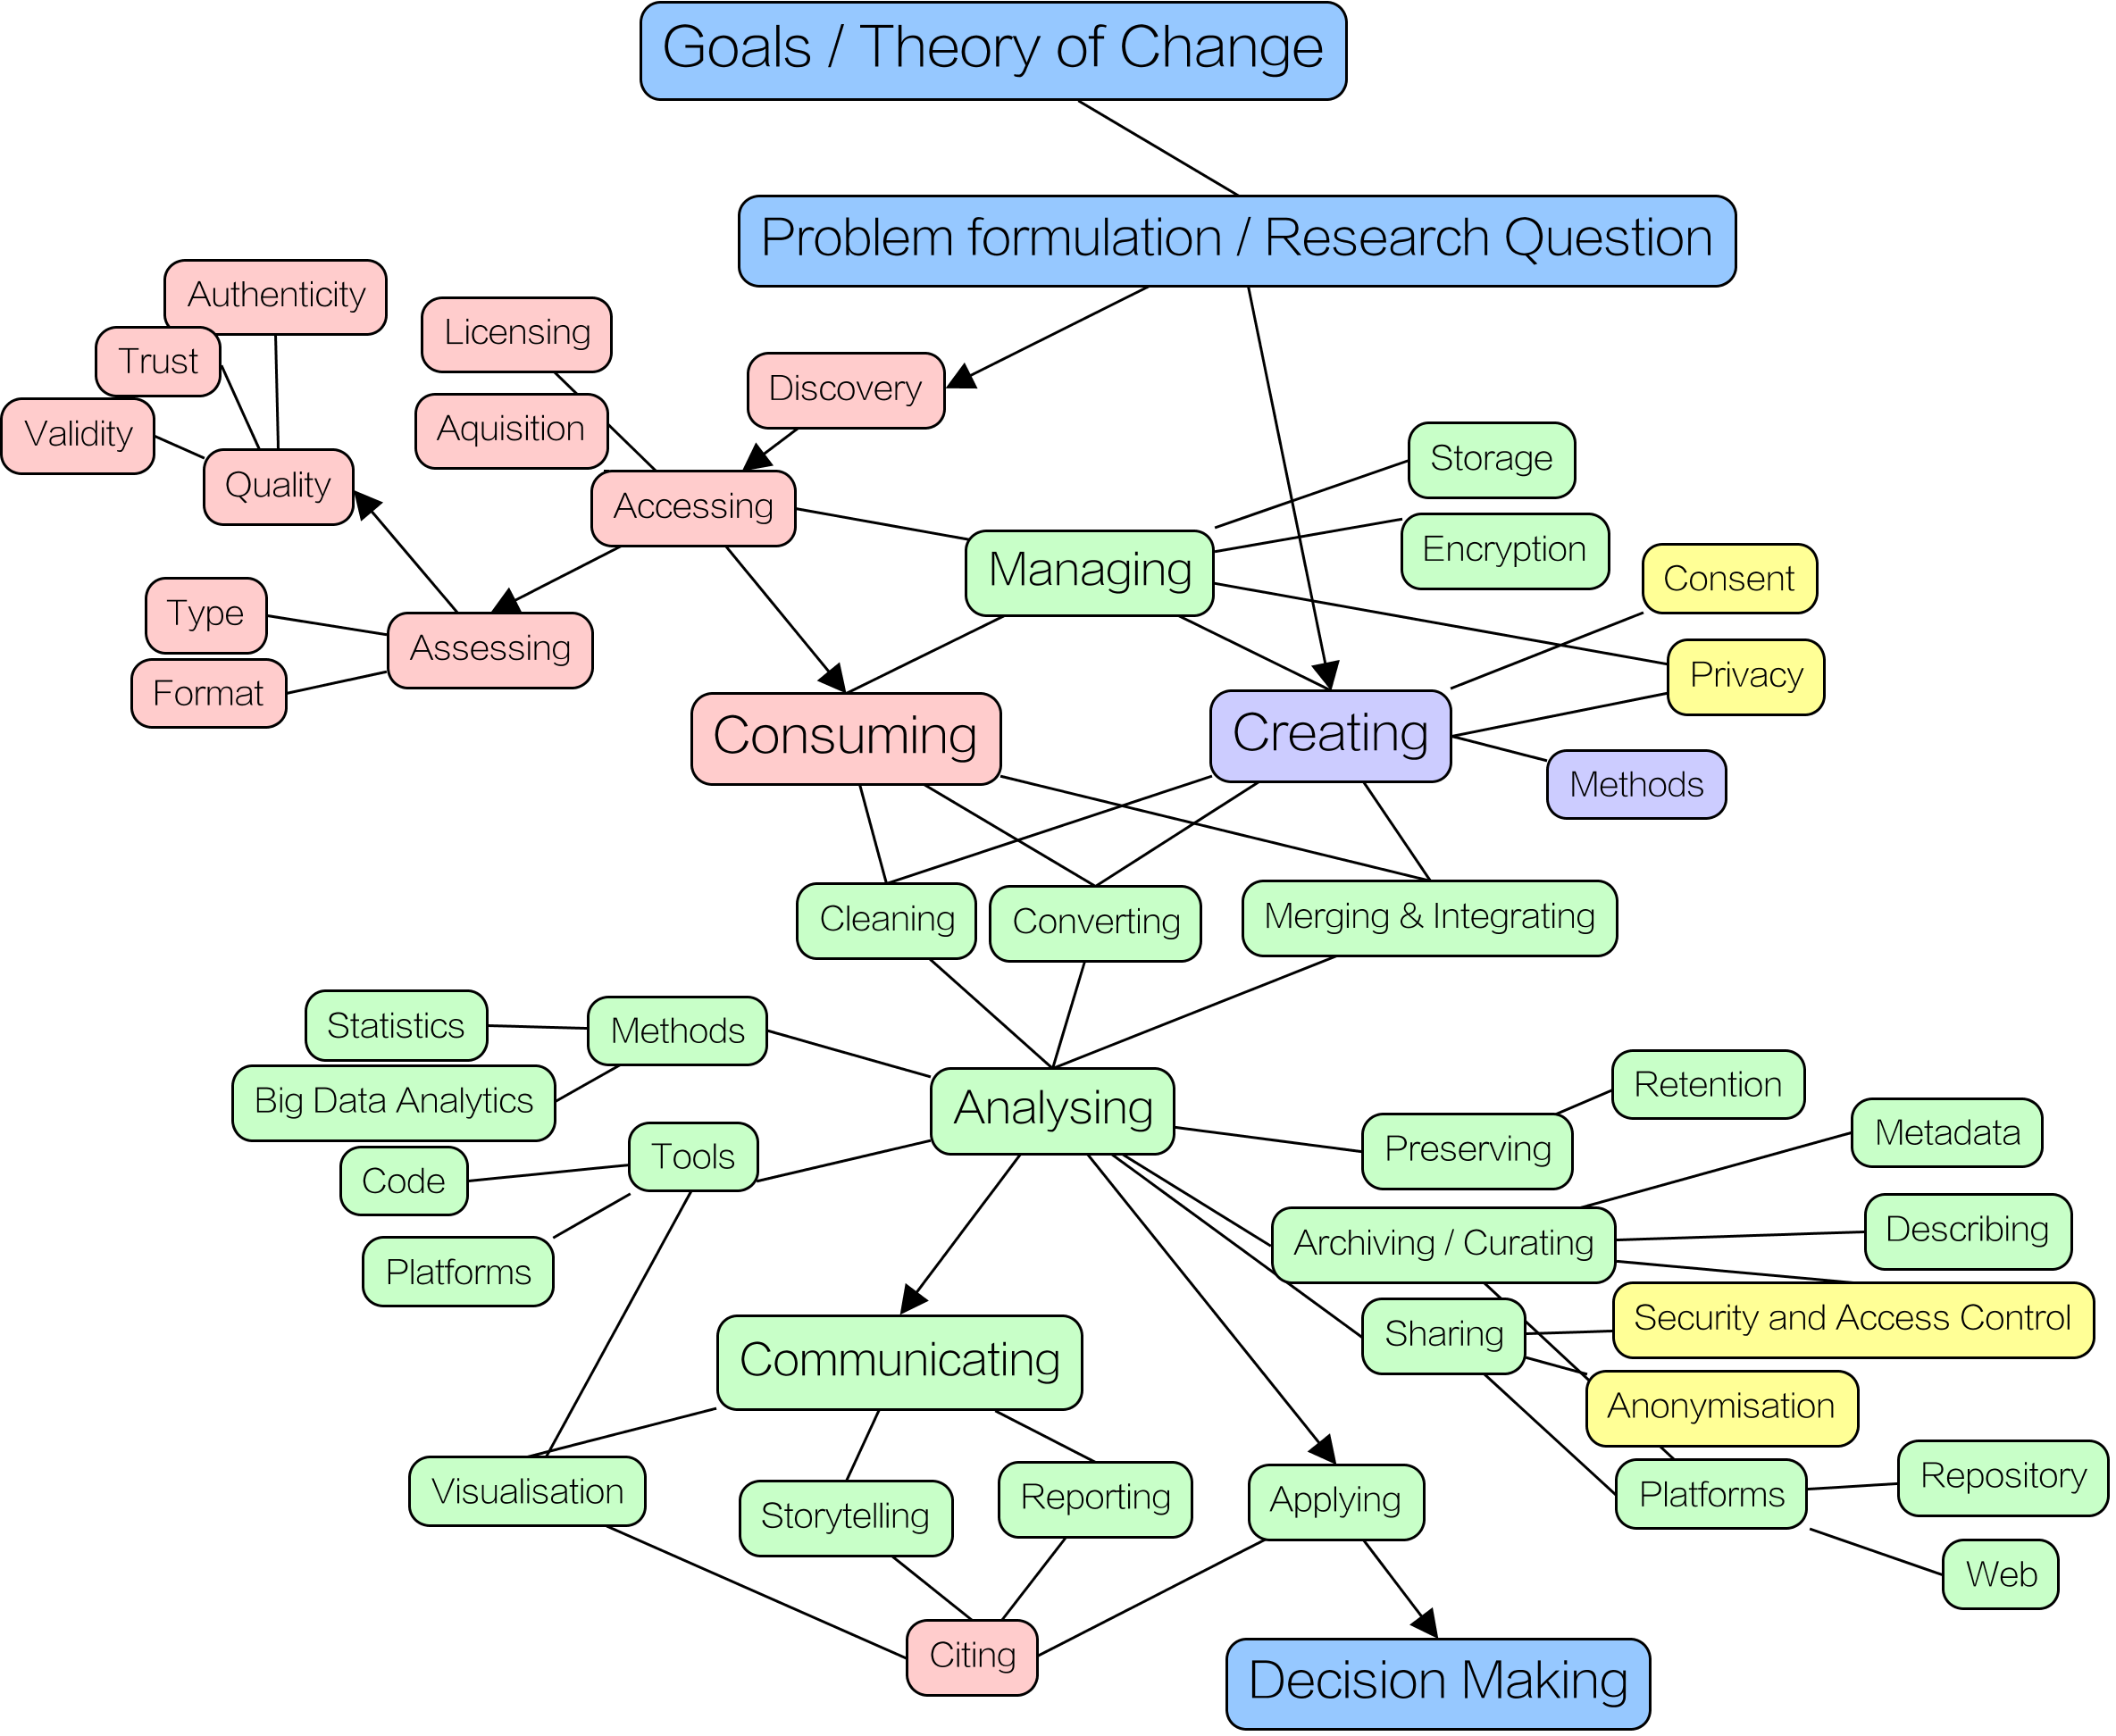 Goals / Theory of Change
Problem formulation / Research Question
Authenticity
Licensing
Trust
Discovery
Validity
Aquisition
Quality
Storage
Accessing
Encryption
Managing
Consent
Type
Assessing
Privacy
Format
Consuming
Creating
Methods
Cleaning
Converting
Merging & Integrating
Statistics
Methods
Big Data Analytics
Analysing
Retention
Metadata
Code
Tools
Preserving
Describing
Platforms
Archiving / Curating
Security and Access Control
Communicating
Sharing
Anonymisation
Visualisation
Storytelling
Reporting
Applying
Platforms
Repository
Web
Citing
Decision Making